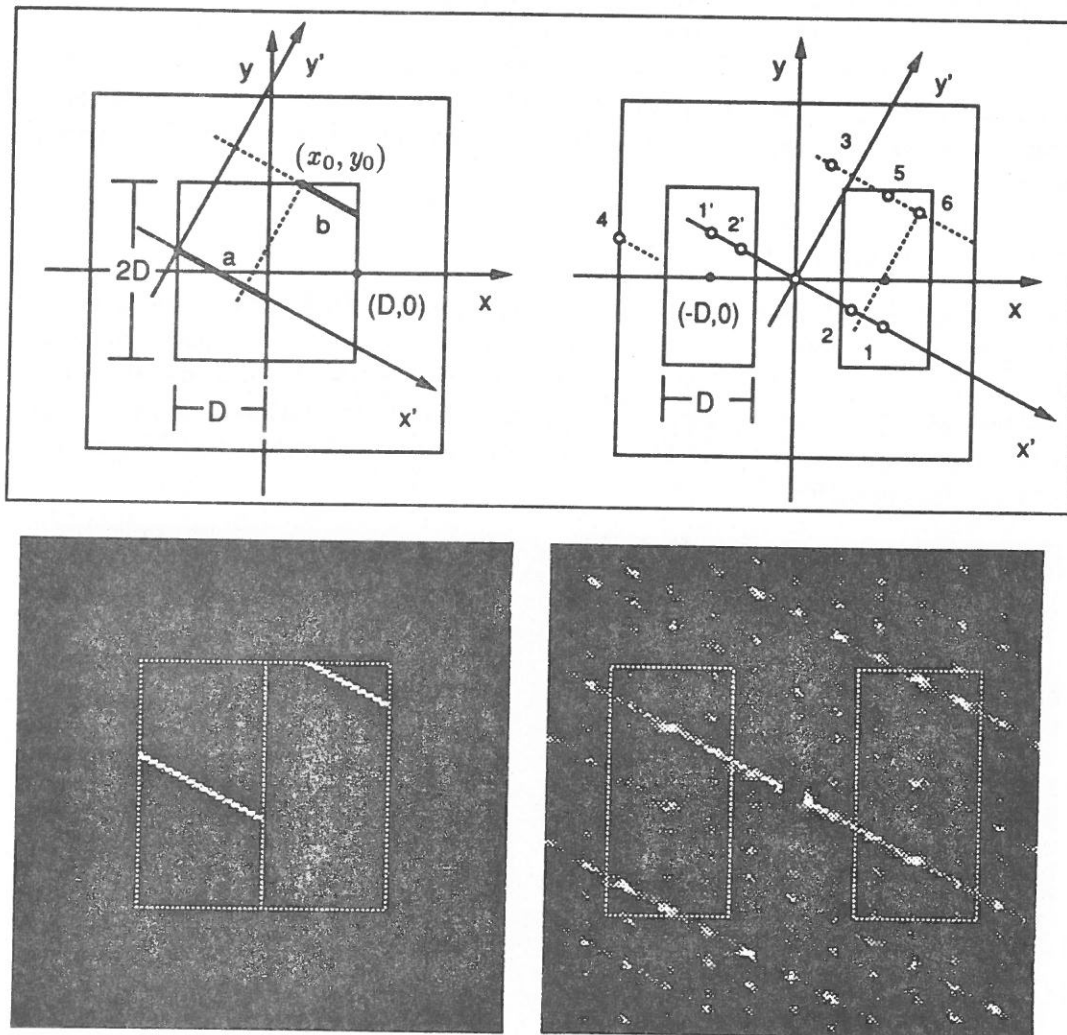 y y'
(x₀, y₀)
b
a
2D
(D,0)
x
D
x'
y
y'
3
5
6
4
1' 2'
(-D,0)
2
1
x
D
x'